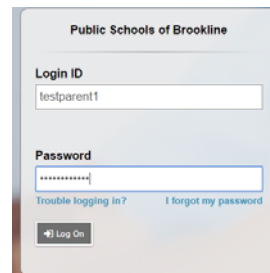 Public Schools of Brookline
Login ID
testparent1
Password
••••••••••••
Trouble logging in? I forgot my password
Log On